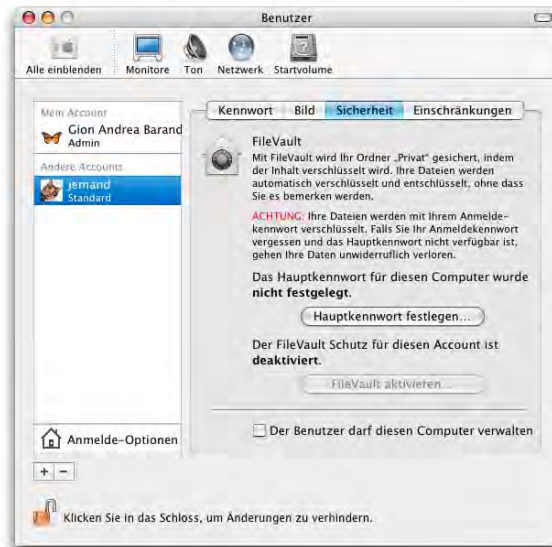 Benutzer
Alle einblenden Monitore Ton Netzwerk Startvolume
Mein Account
Gion Andrea Barand
Admin
Andere Accounts
jemand
Standard
Anmelde-Optionen
Kennwort Bild Sicherheit Einschränkungen
FileVault
Mit FileVault wird Ihr Ordner „Privat“ gesichert, indem
der Inhalt verschlüsselt wird. Ihre Dateien werden
automatisch verschlüsselt und entschlüsselt, ohne dass
Sie es bemerken werden.
ACHTUNG: Ihre Dateien werden mit Ihrem Anmelde-
kennwort verschlüsselt. Falls Sie Ihr Anmeldekennwort
vergessen und das Hauptkennwort nicht verfügbar ist,
gehen Ihre Daten unwiderruflich verloren.
Das Hauptkennwort für diesen Computer wurde
nicht festgelegt.
Hauptkennwort festlegen...
Der FileVault Schutz für diesen Account ist
deaktiviert.
FileVault aktivieren...
Der Benutzer darf diesen Computer verwalten
+ −
Klicken Sie in das Schloss, um Änderungen zu verhindern.